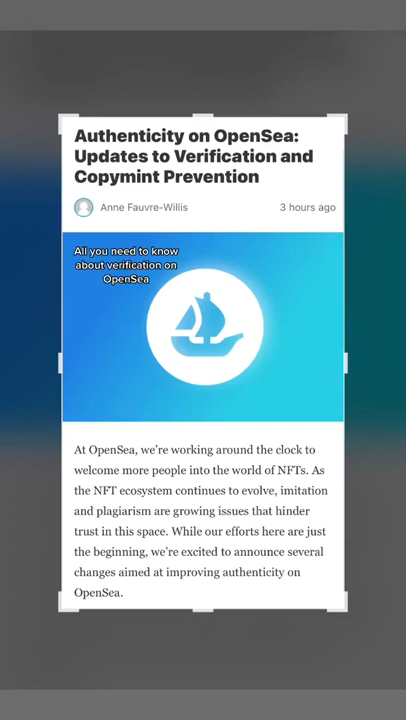 Authenticity on OpenSea:
Updates to Verification and
Copymint Prevention
Anne Fauvre-Willis
3 hours ago
All you need to know
about verification on
OpenSea
At OpenSea, we’re working around the clock to
welcome more people into the world of NFTs. As
the NFT ecosystem continues to evolve, imitation
and plagiarism are growing issues that hinder
trust in this space. While our efforts here are just
the beginning, we’re excited to announce several
changes aimed at improving authenticity on
OpenSea.